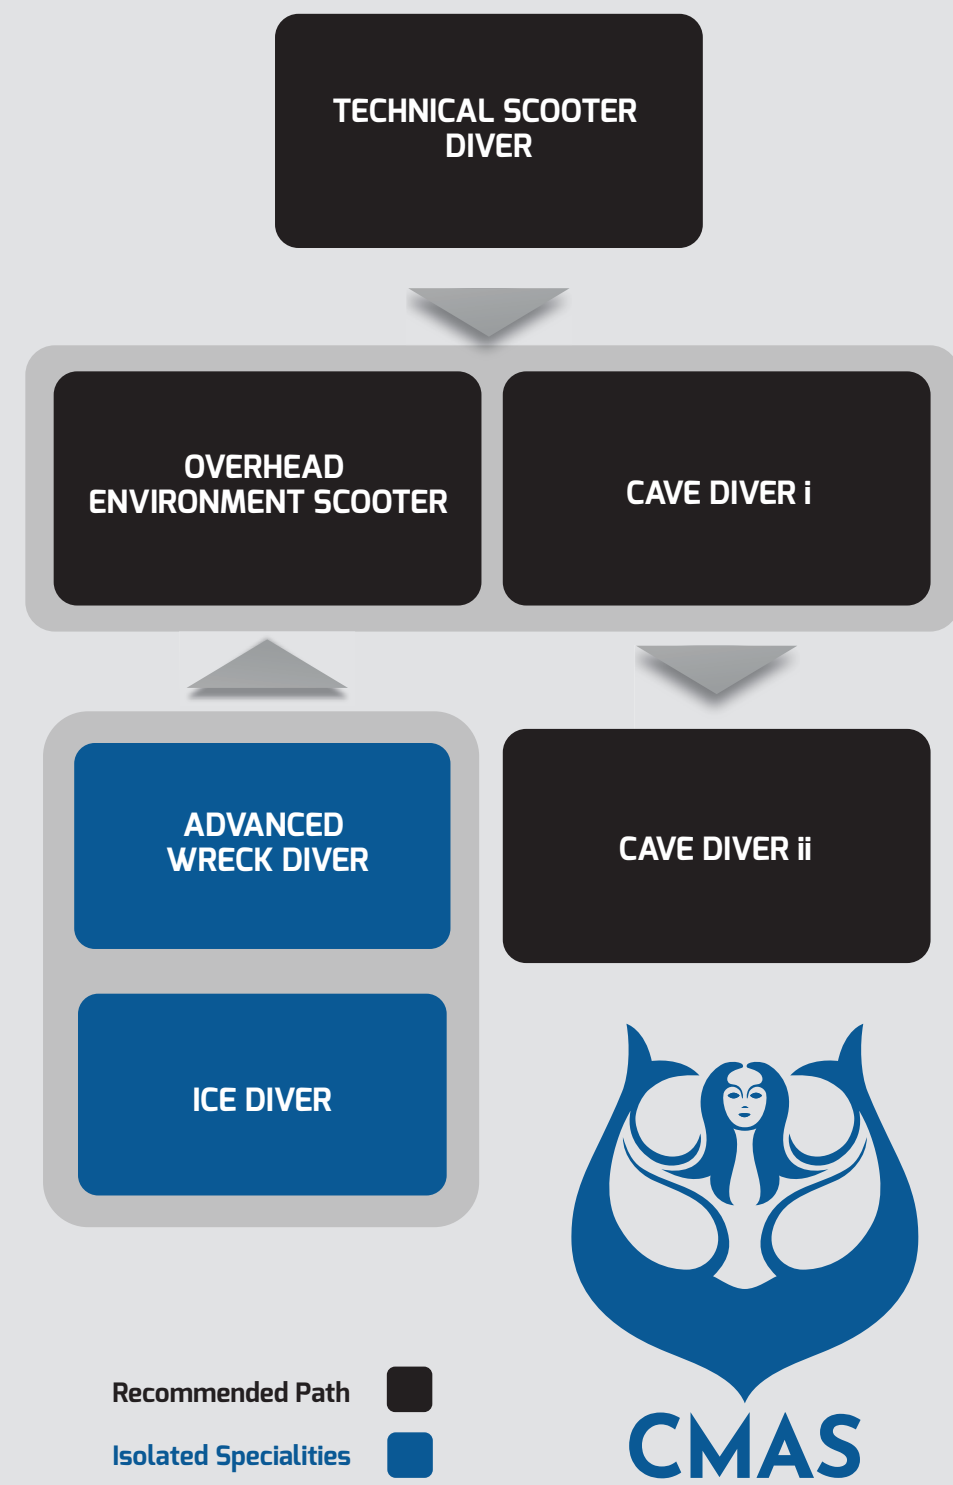 TECHNICAL SCOOTER
DIVER
OVERHEAD
ENVIRONMENT SCOOTER
CAVE DIVER i
ADVANCED
WRECK DIVER
CAVE DIVER ii
ICE DIVER
Recommended Path
Isolated Specialities
CMAS